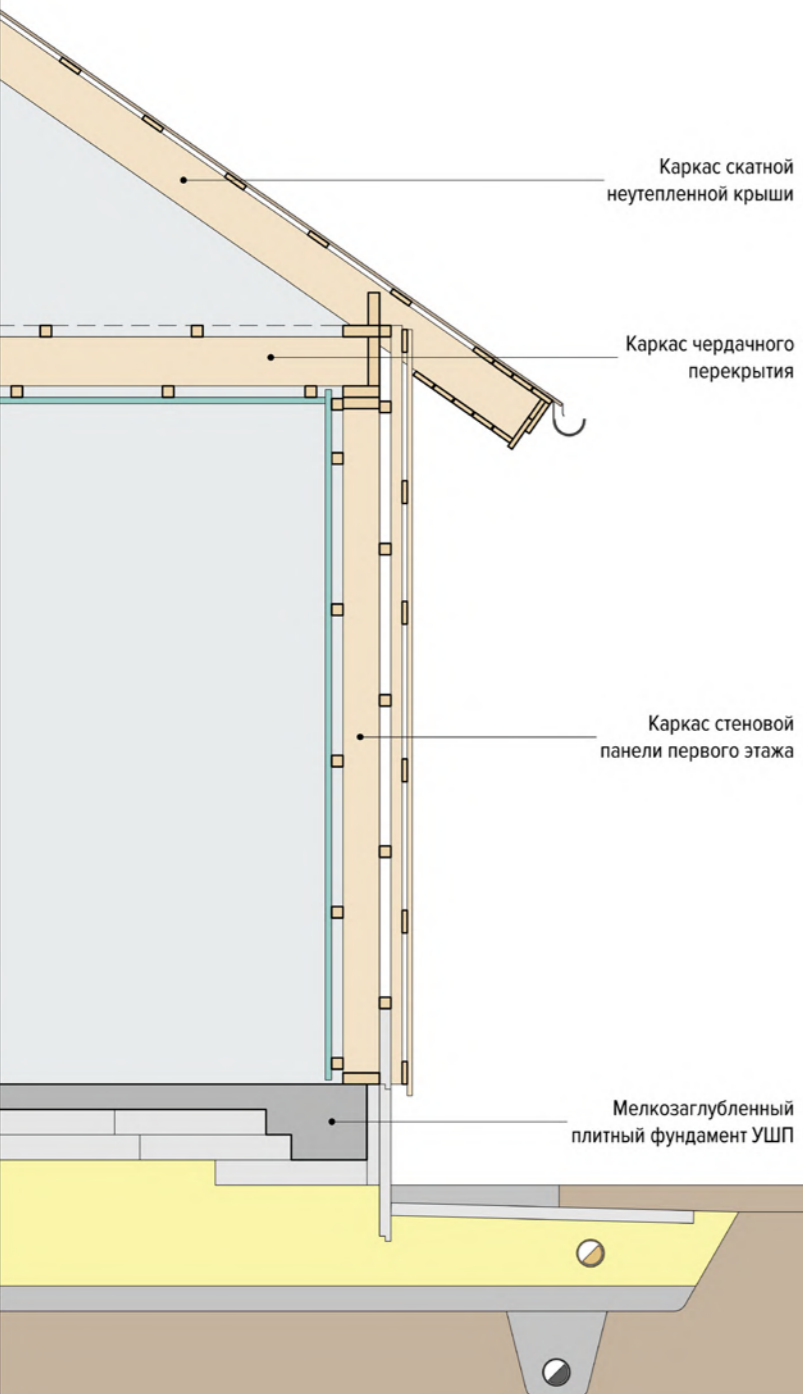 Каркас скатной
неутепленной крыши
Каркас чердачного
перекрытия
Каркас стеновой
панели первого этажа
Мелкозаглубленный
плитный фундамент УШП